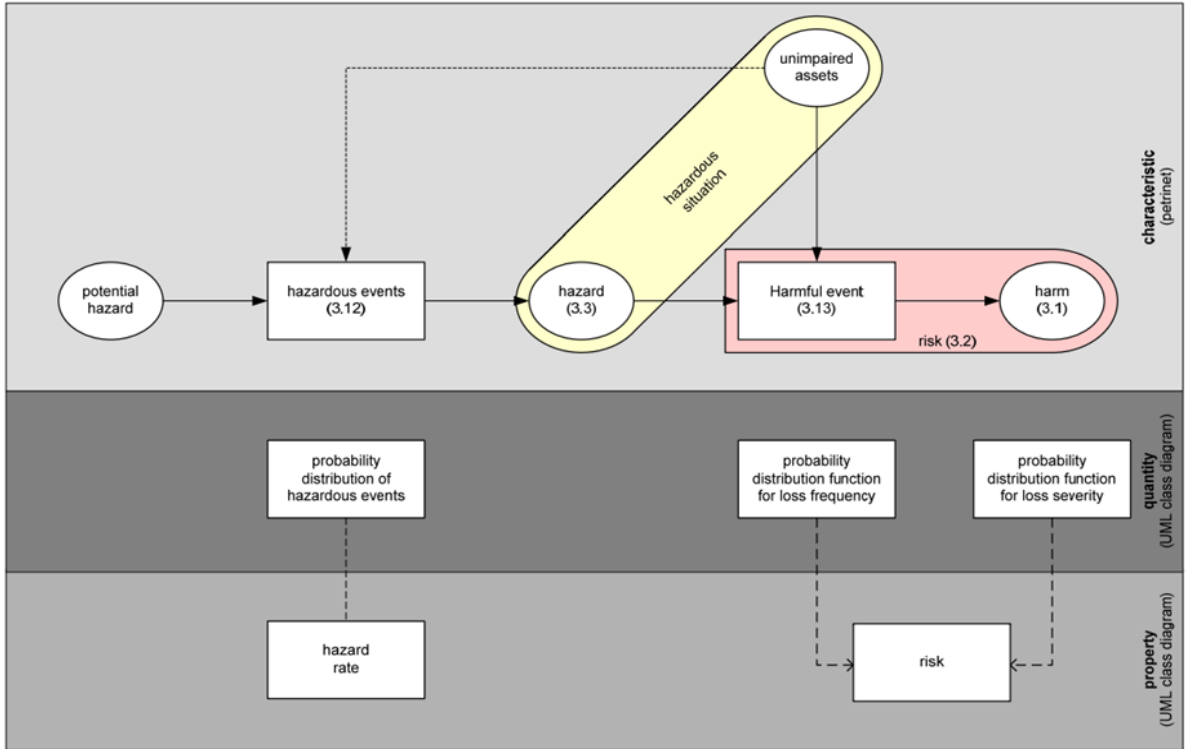 unimpaired
assets
hazardous
situation
characteristic
(petrinet)
potential
hazard
hazardous events
(3.12)
hazard
(3.3)
Harmful event
(3.13)
harm
(3.1)
risk (3.2)
probability
distribution of
hazardous events
probability
distribution function
for loss frequency
probability
distribution function
for loss severity
quantity
(UML class diagram)
hazard
rate
risk
property
(UML class diagram)